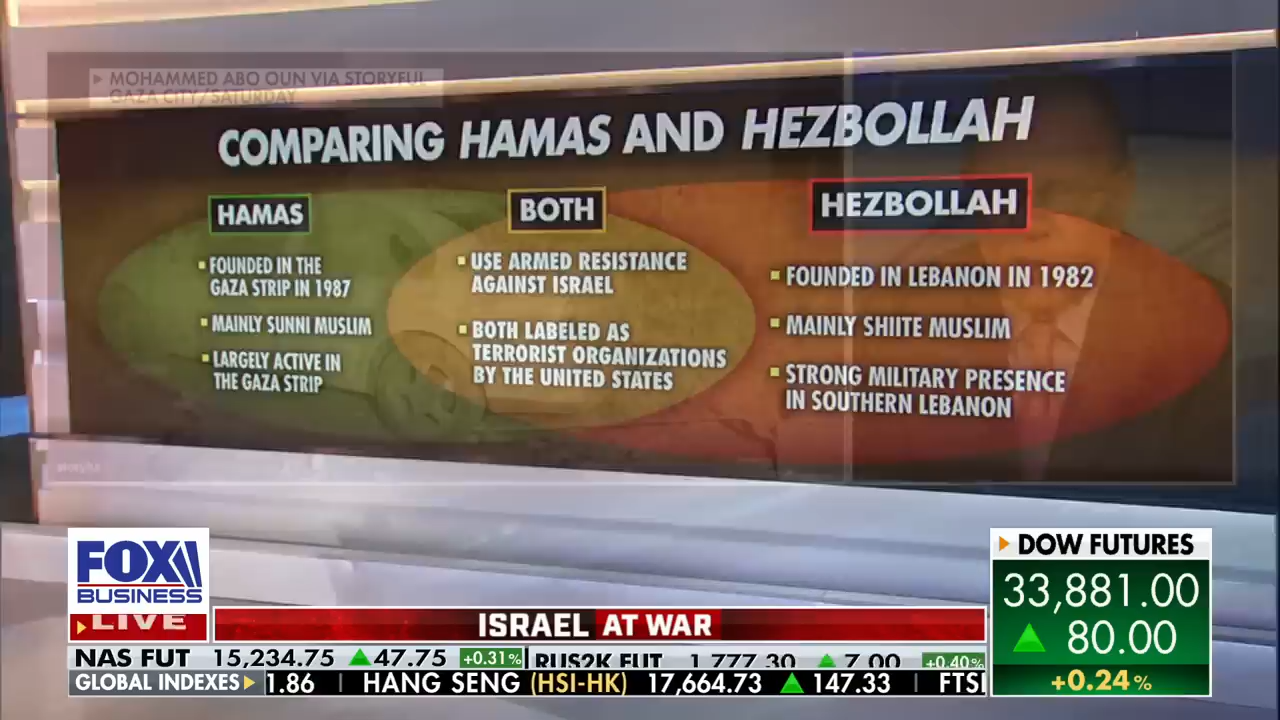 MOHAMMED ABO OUN VIA STORYFUL
GAZA CITY/SATURDAY
COMPARING HAMAS AND HEZBOLLAH
HAMAS
FOUNDED IN THE
GAZA STRIP IN 1987
MAINLY SUNNI MUSLIM
LARGELY ACTIVE IN
THE GAZA STRIP
BOTH
USE ARMED RESISTANCE
AGAINST ISRAEL
BOTH LABELED AS
TERRORIST ORGANIZATIONS
BY THE UNITED STATES
HEZBOLLAH
FOUNDED IN LEBANON IN 1982
MAINLY SHIITE MUSLIM
STRONG MILITARY PRESENCE
IN SOUTHERN LEBANON
FOX
BUSINESS
LIVE
ISRAEL AT WAR
DOW FUTURES
33,881.00
80.00
+0.24%
NAS FUT 15,234.75 47.75 +0.31% RUS2K FUT 1,777.30 7.00 +0.40%
GLOBAL INDEXES 1.86 | HANG SENG (HSI-HK) 17,664.73 147.33 | FTSI